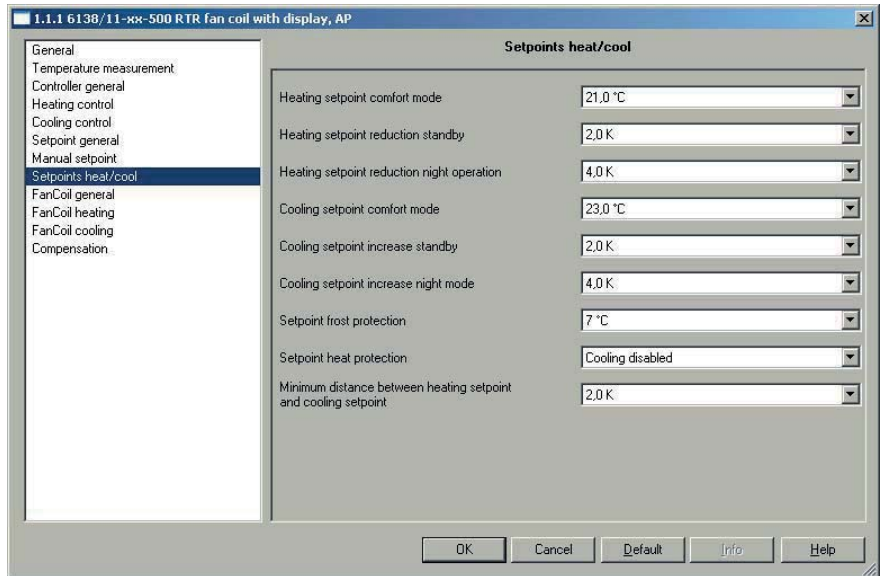 1.1.1 6138/11-xx-500 RTR fan coil with display, AP
General
Temperature measurement
Controller general
Heating control
Cooling control
Setpoint general
Manual setpoint
Setpoints heat/cool
FanCoil general
FanCoil heating
FanCoil cooling
Compensation
Setpoints heat/cool
Heating setpoint comfort mode 21,0 °C
Heating setpoint reduction standby 2,0 K
Heating setpoint reduction night operation 4,0 K
Cooling setpoint comfort mode 23,0 °C
Cooling setpoint increase standby 2,0 K
Cooling setpoint increase night mode 4,0 K
Setpoint frost protection 7 °C
Setpoint heat protection Cooling disabled
Minimum distance between heating setpoint
and cooling setpoint 2,0 K
OK Cancel Default Info Help